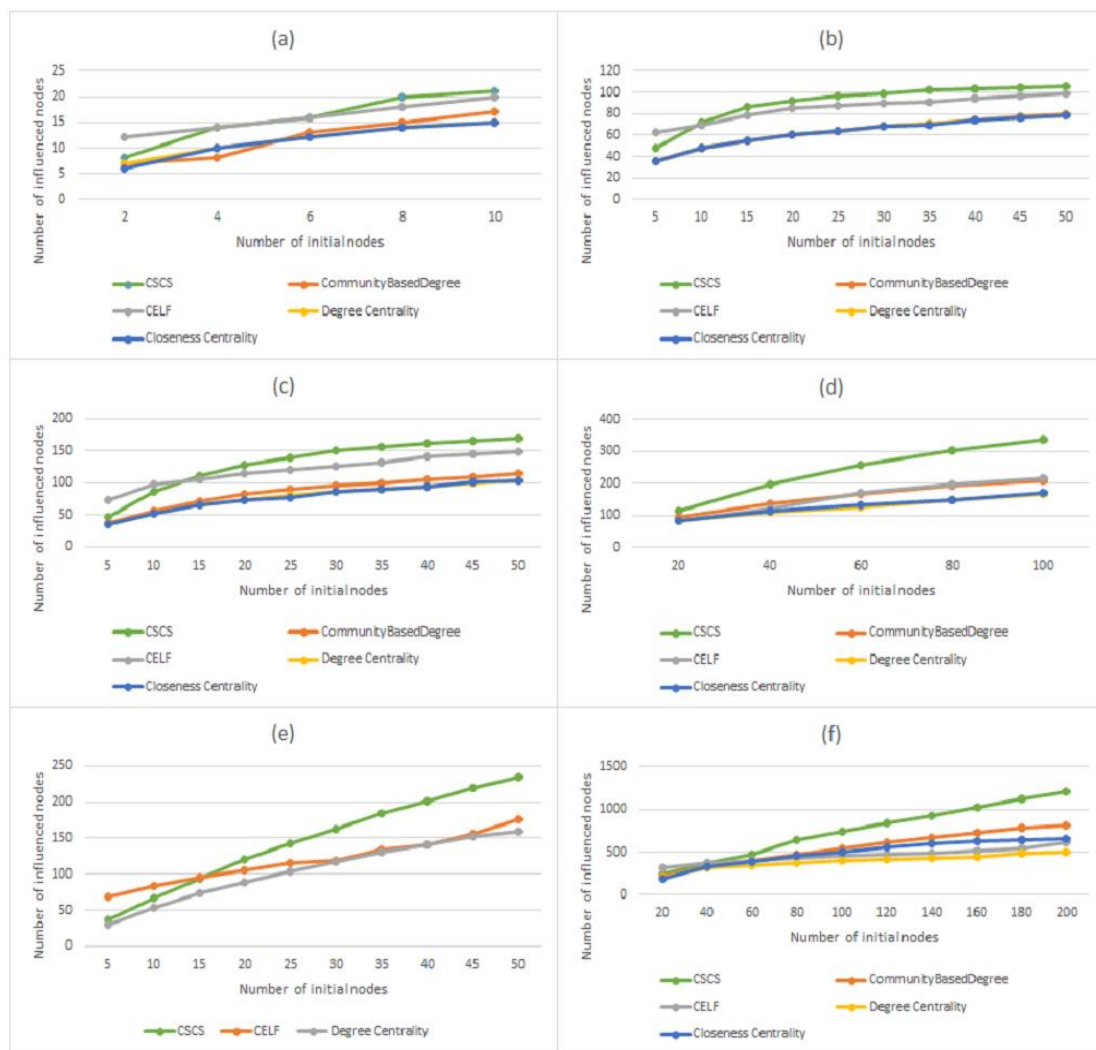 (a)
Number of influenced nodes
25
20
15
10
5
0
2 4 6 8 10
Number of initial nodes
CSCS CommunityBasedDegree
CELF Degree Centrality
Closeness Centrality
(b)
Number of influenced nodes
120
100
80
60
40
20
0
5 10 15 20 25 30 35 40 45 50
Number of initial nodes
CSCS CommunityBasedDegree
CELF Degree Centrality
Closeness Centrality
(c)
Number of influenced nodes
200
150
100
50
0
5 10 15 20 25 30 35 40 45 50
Number of initial nodes
CSCS CommunityBasedDegree
CELF Degree Centrality
Closeness Centrality
(d)
Number of influenced nodes
400
300
200
100
0
20 40 60 80 100
Number of initial nodes
CSCS CommunityBasedDegree
CELF Degree Centrality
Closeness Centrality
(e)
Number of influenced nodes
250
200
150
100
50
0
5 10 15 20 25 30 35 40 45 50
Number of initial nodes
CSCS CELF Degree Centrality
(f)
Number of influenced nodes
1500
1000
500
0
20 40 60 80 100 120 140 160 180 200
Number of initial nodes
CSCS CommunityBasedDegree
CELF Degree Centrality
Closeness Centrality